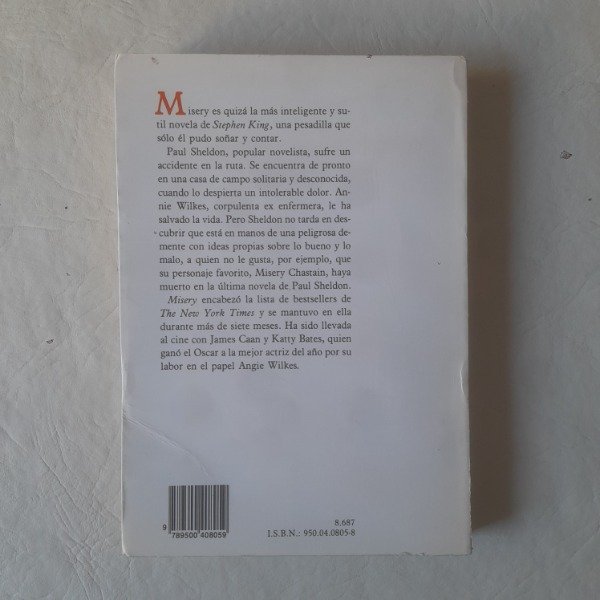 Misery es quizá la más inteligente y su-
til novela de Stephen King, una pesadilla que
sólo él pudo soñar y contar.
Paul Sheldon, popular novelista, sufre un
accidente en la ruta. Se encuentra de pronto
en una casa de campo solitaria y desconocida,
cuando lo despierta un intolerable dolor. An-
nie Wilkes, corpulenta ex enfermera, le ha
salvado la vida. Pero Sheldon no tarda en des-
cubrir que está en manos de una peligrosa de-
mente con ideas propias sobre lo bueno y lo
malo, a quien no le gusta, por ejemplo, que
su personaje favorito, Misery Chastain, haya
muerto en la última novela de Paul Sheldon.
Misery encabezó la lista de bestsellers de
The New York Times y se mantuvo en ella
durante más de siete meses. Ha sido llevada
al cine con James Caan y Katty Bates, quien
ganó el Oscar a la mejor actriz del año por su
labor en el papel Angie Wilkes.
8.687
I.S.B.N.: 950.04.0805-8
9 789500 408059